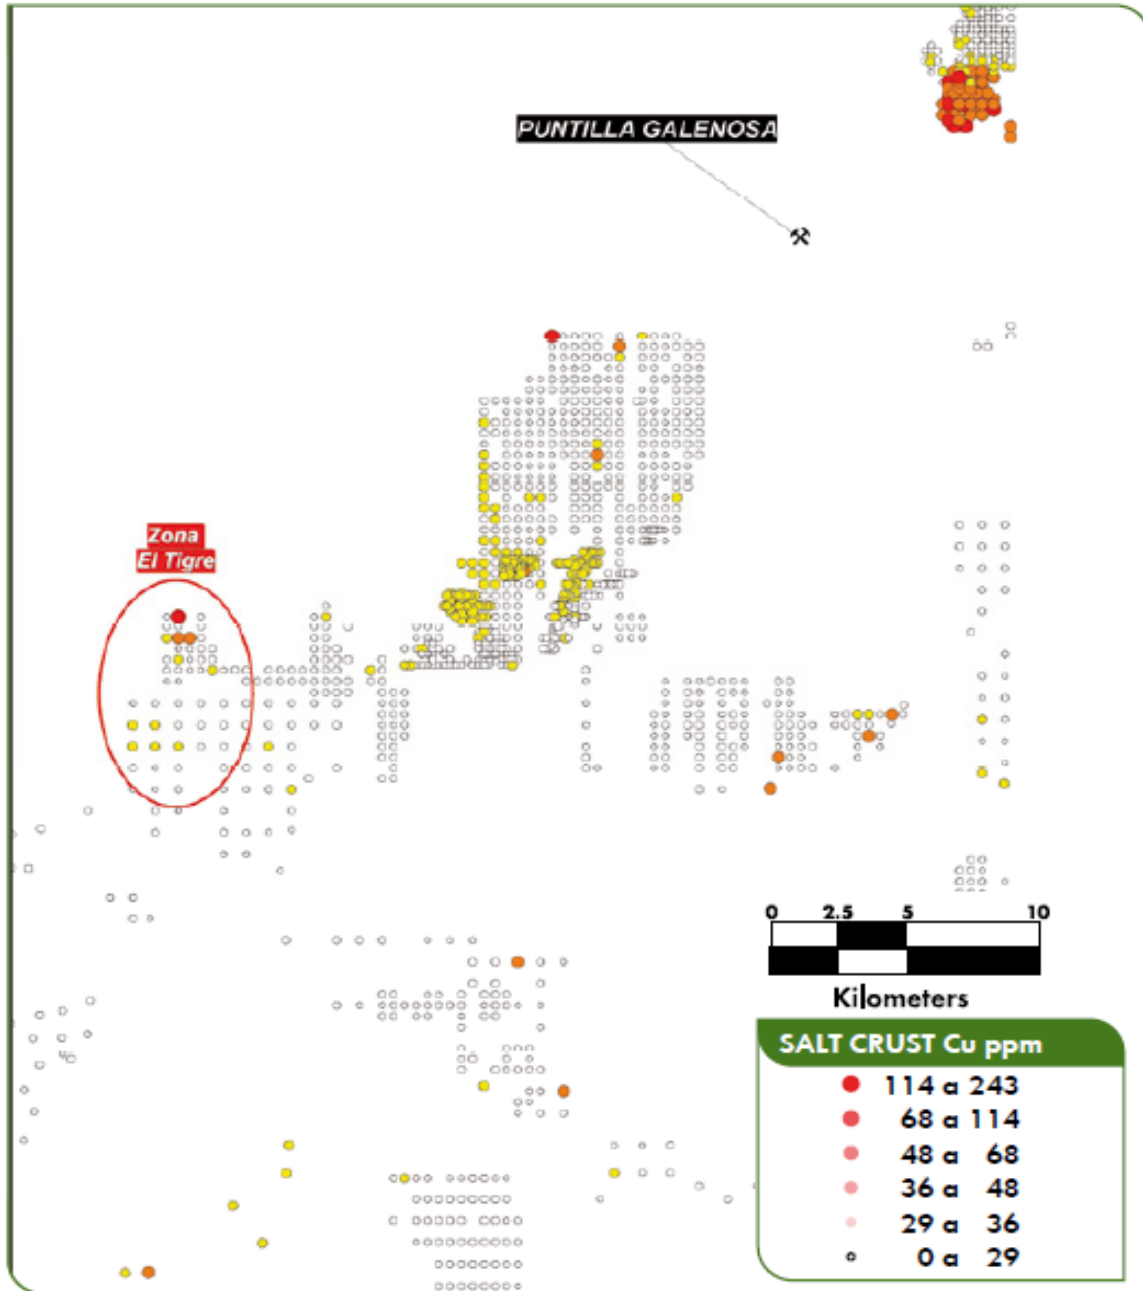 PUNTILLA GALENOSA
Zona
El Tigre
0 2.5 5 10
Kilometers
SALT CRUST Cu ppm
114 a 243
68 a 114
48 a 68
36 a 48
29 a 36
0 a 29